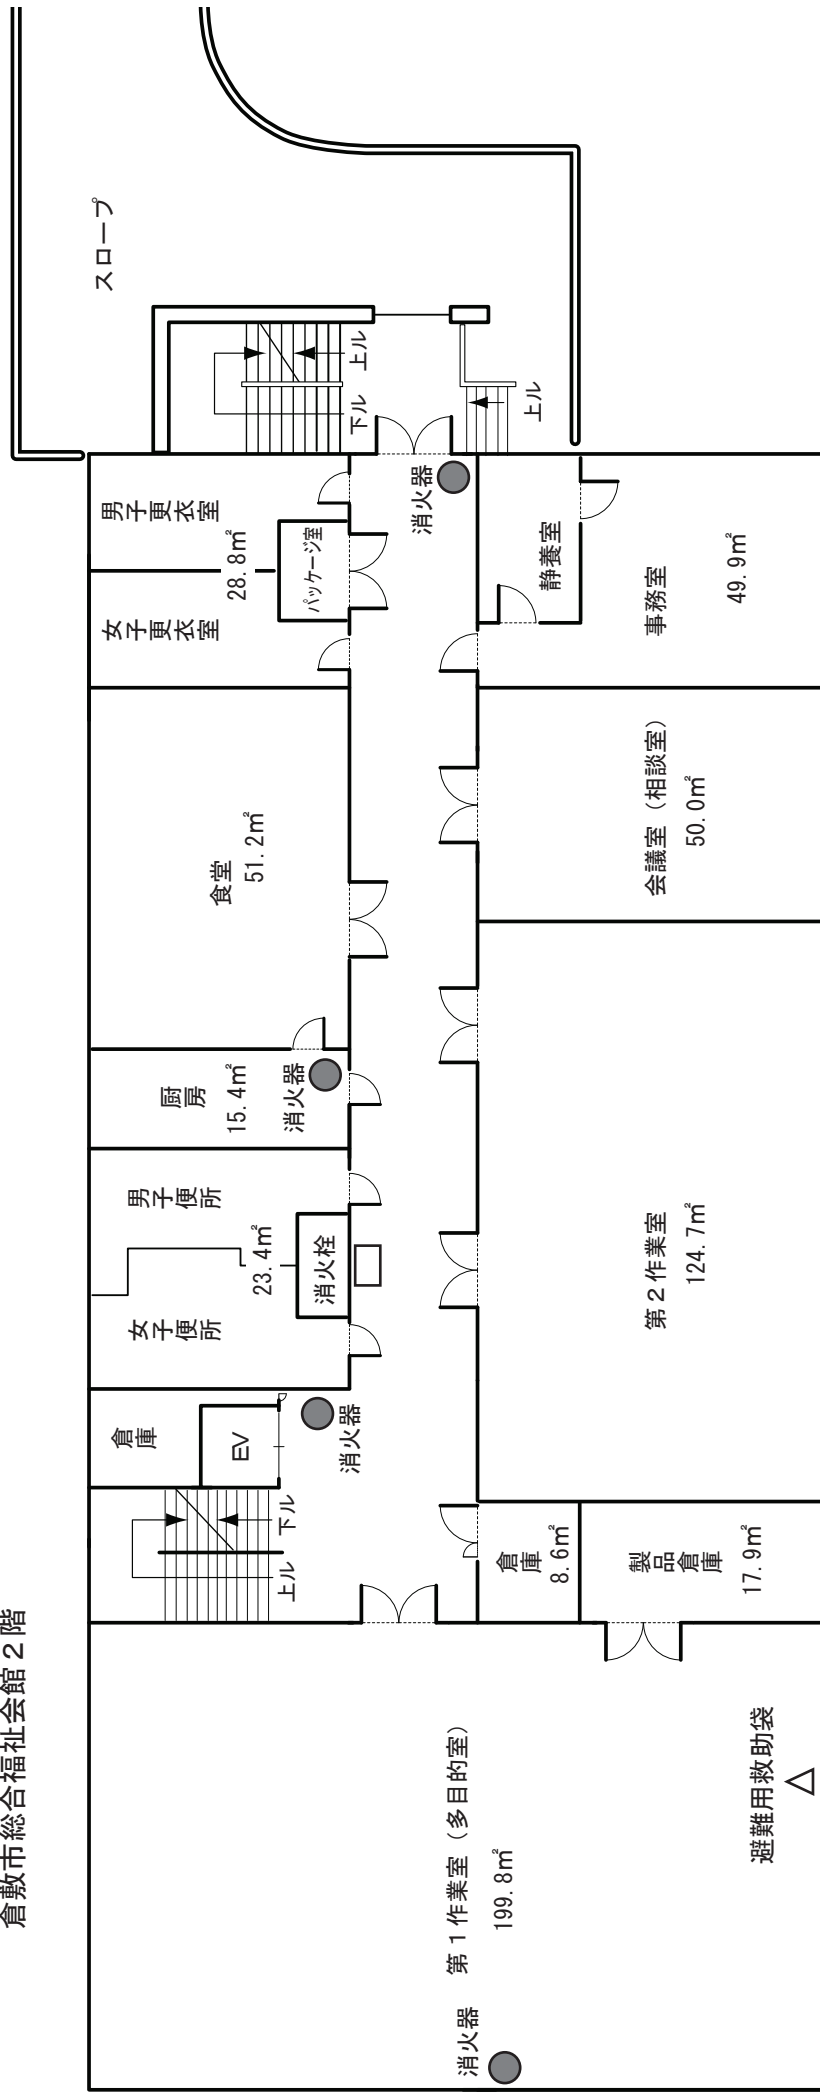 倉敷市総合福祉会館２階
上ル
下ル
倉庫
EV
消火器
女子便所
男子便所
23.4㎡
消火栓
厨房
15.4㎡
消火器
食堂
51.2㎡
女子更衣室
男子更衣室
28.8㎡
パッケージ室
下ル
上ル
スロープ
消火器
上ル
第１作業室（多目的室）
199.8㎡
消火器
避難用救助袋
倉庫
8.6㎡
製品倉庫
17.9㎡
第２作業室
124.7㎡
会議室（相談室）
50.0㎡
静養室
事務室
49.9㎡